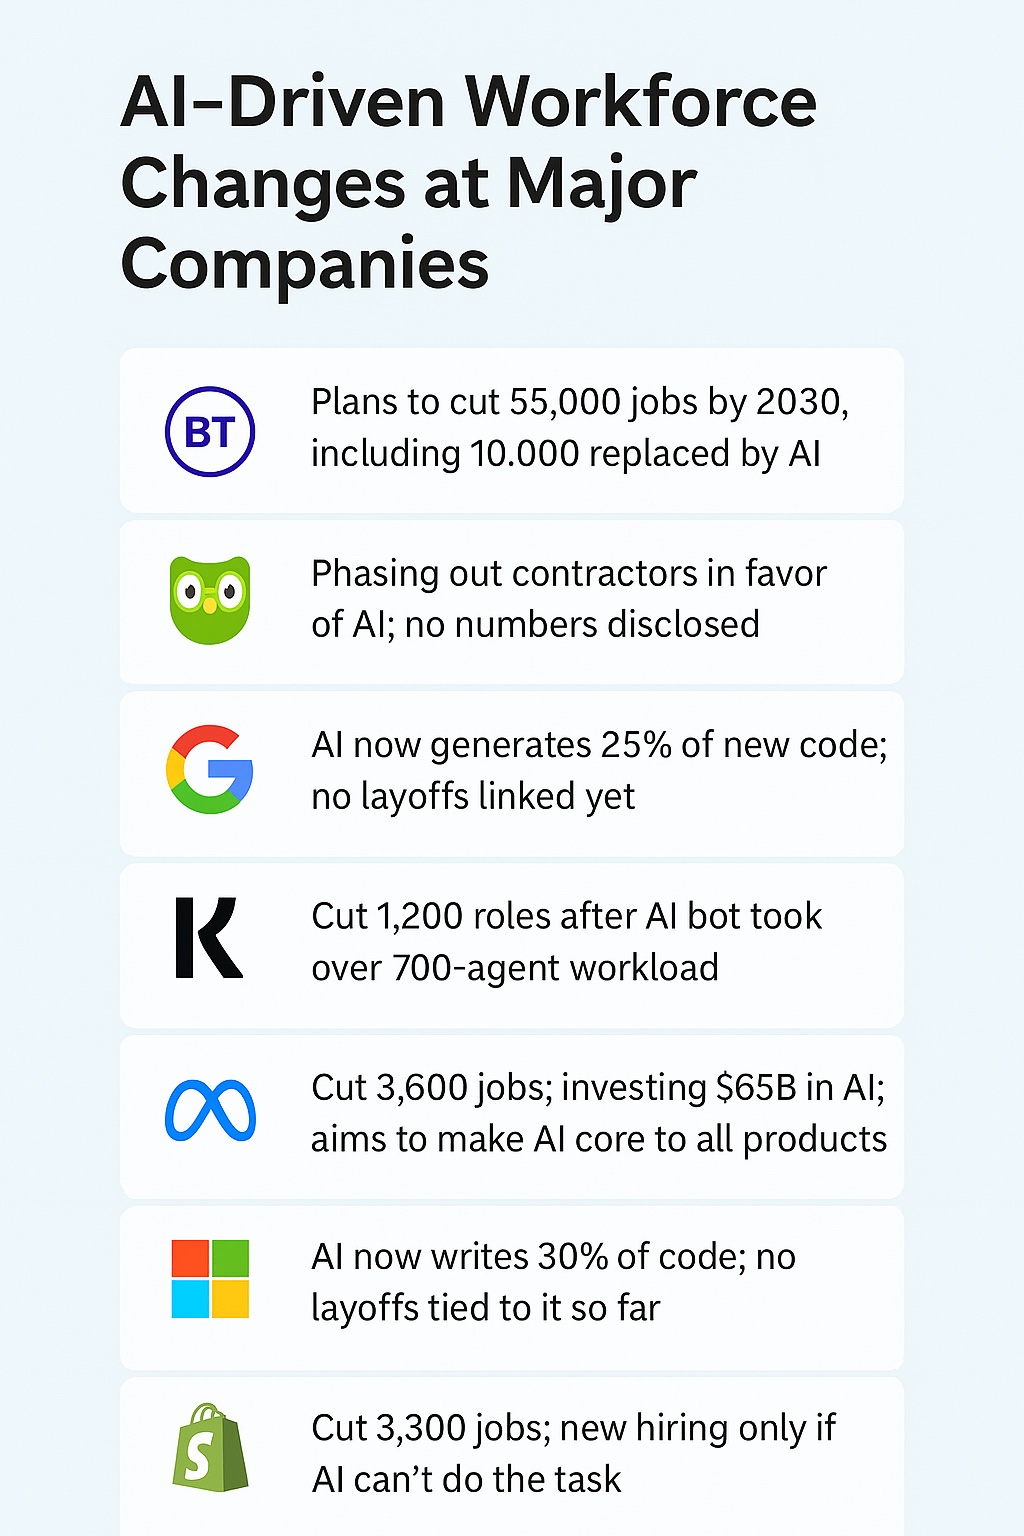 AI–Driven Workforce
Changes at Major
Companies
BT
Plans to cut 55,000 jobs by 2030,
including 10.000 replaced by AI
Phasing out contractors in favor
of AI; no numbers disclosed
G
AI now generates 25% of new code;
no layoffs linked yet
K
Cut 1,200 roles after AI bot took
over 700-agent workload
Cut 3,600 jobs; investing $65B in AI;
aims to make AI core to all products
AI now writes 30% of code; no
layoffs tied to it so far
S
Cut 3,300 jobs; new hiring only if
AI can’t do the task